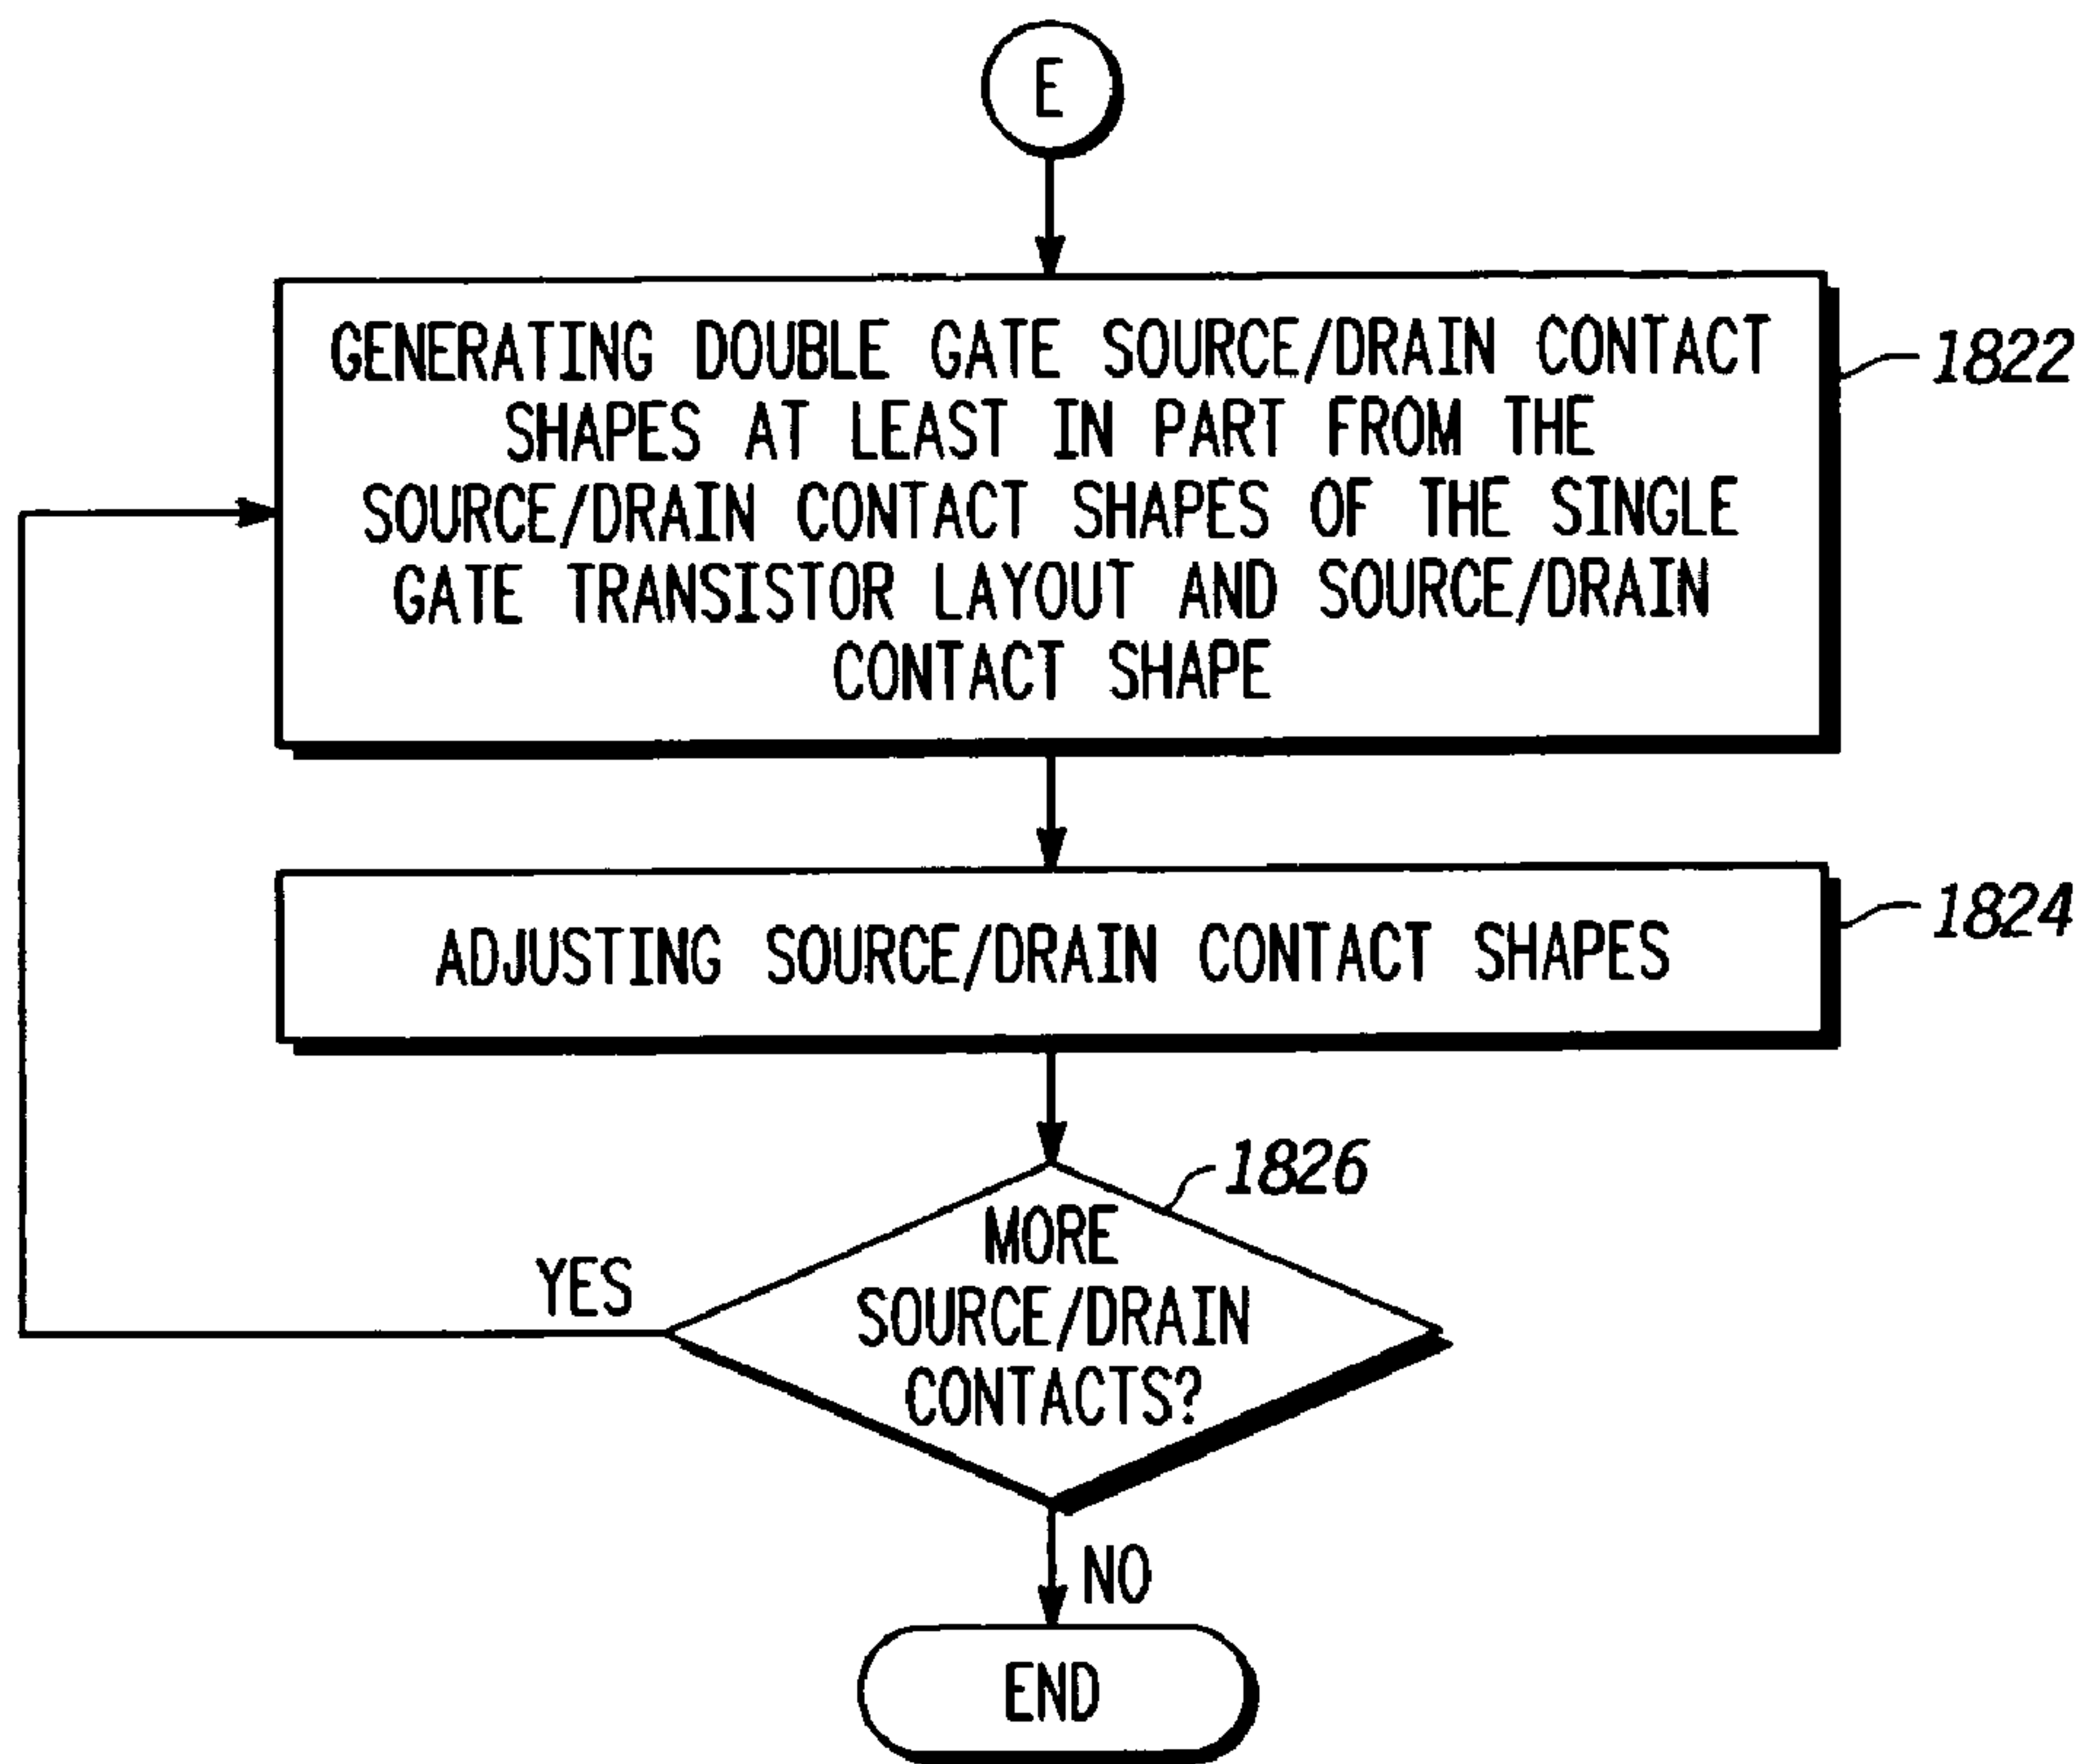 E
GENERATING DOUBLE GATE SOURCE/DRAIN CONTACT
SHAPES AT LEAST IN PART FROM THE
SOURCE/DRAIN CONTACT SHAPES OF THE SINGLE
GATE TRANSISTOR LAYOUT AND SOURCE/DRAIN
CONTACT SHAPE
1822
ADJUSTING SOURCE/DRAIN CONTACT SHAPES
1824
1826
MORE
SOURCE/DRAIN
CONTACTS?
YES
NO
END